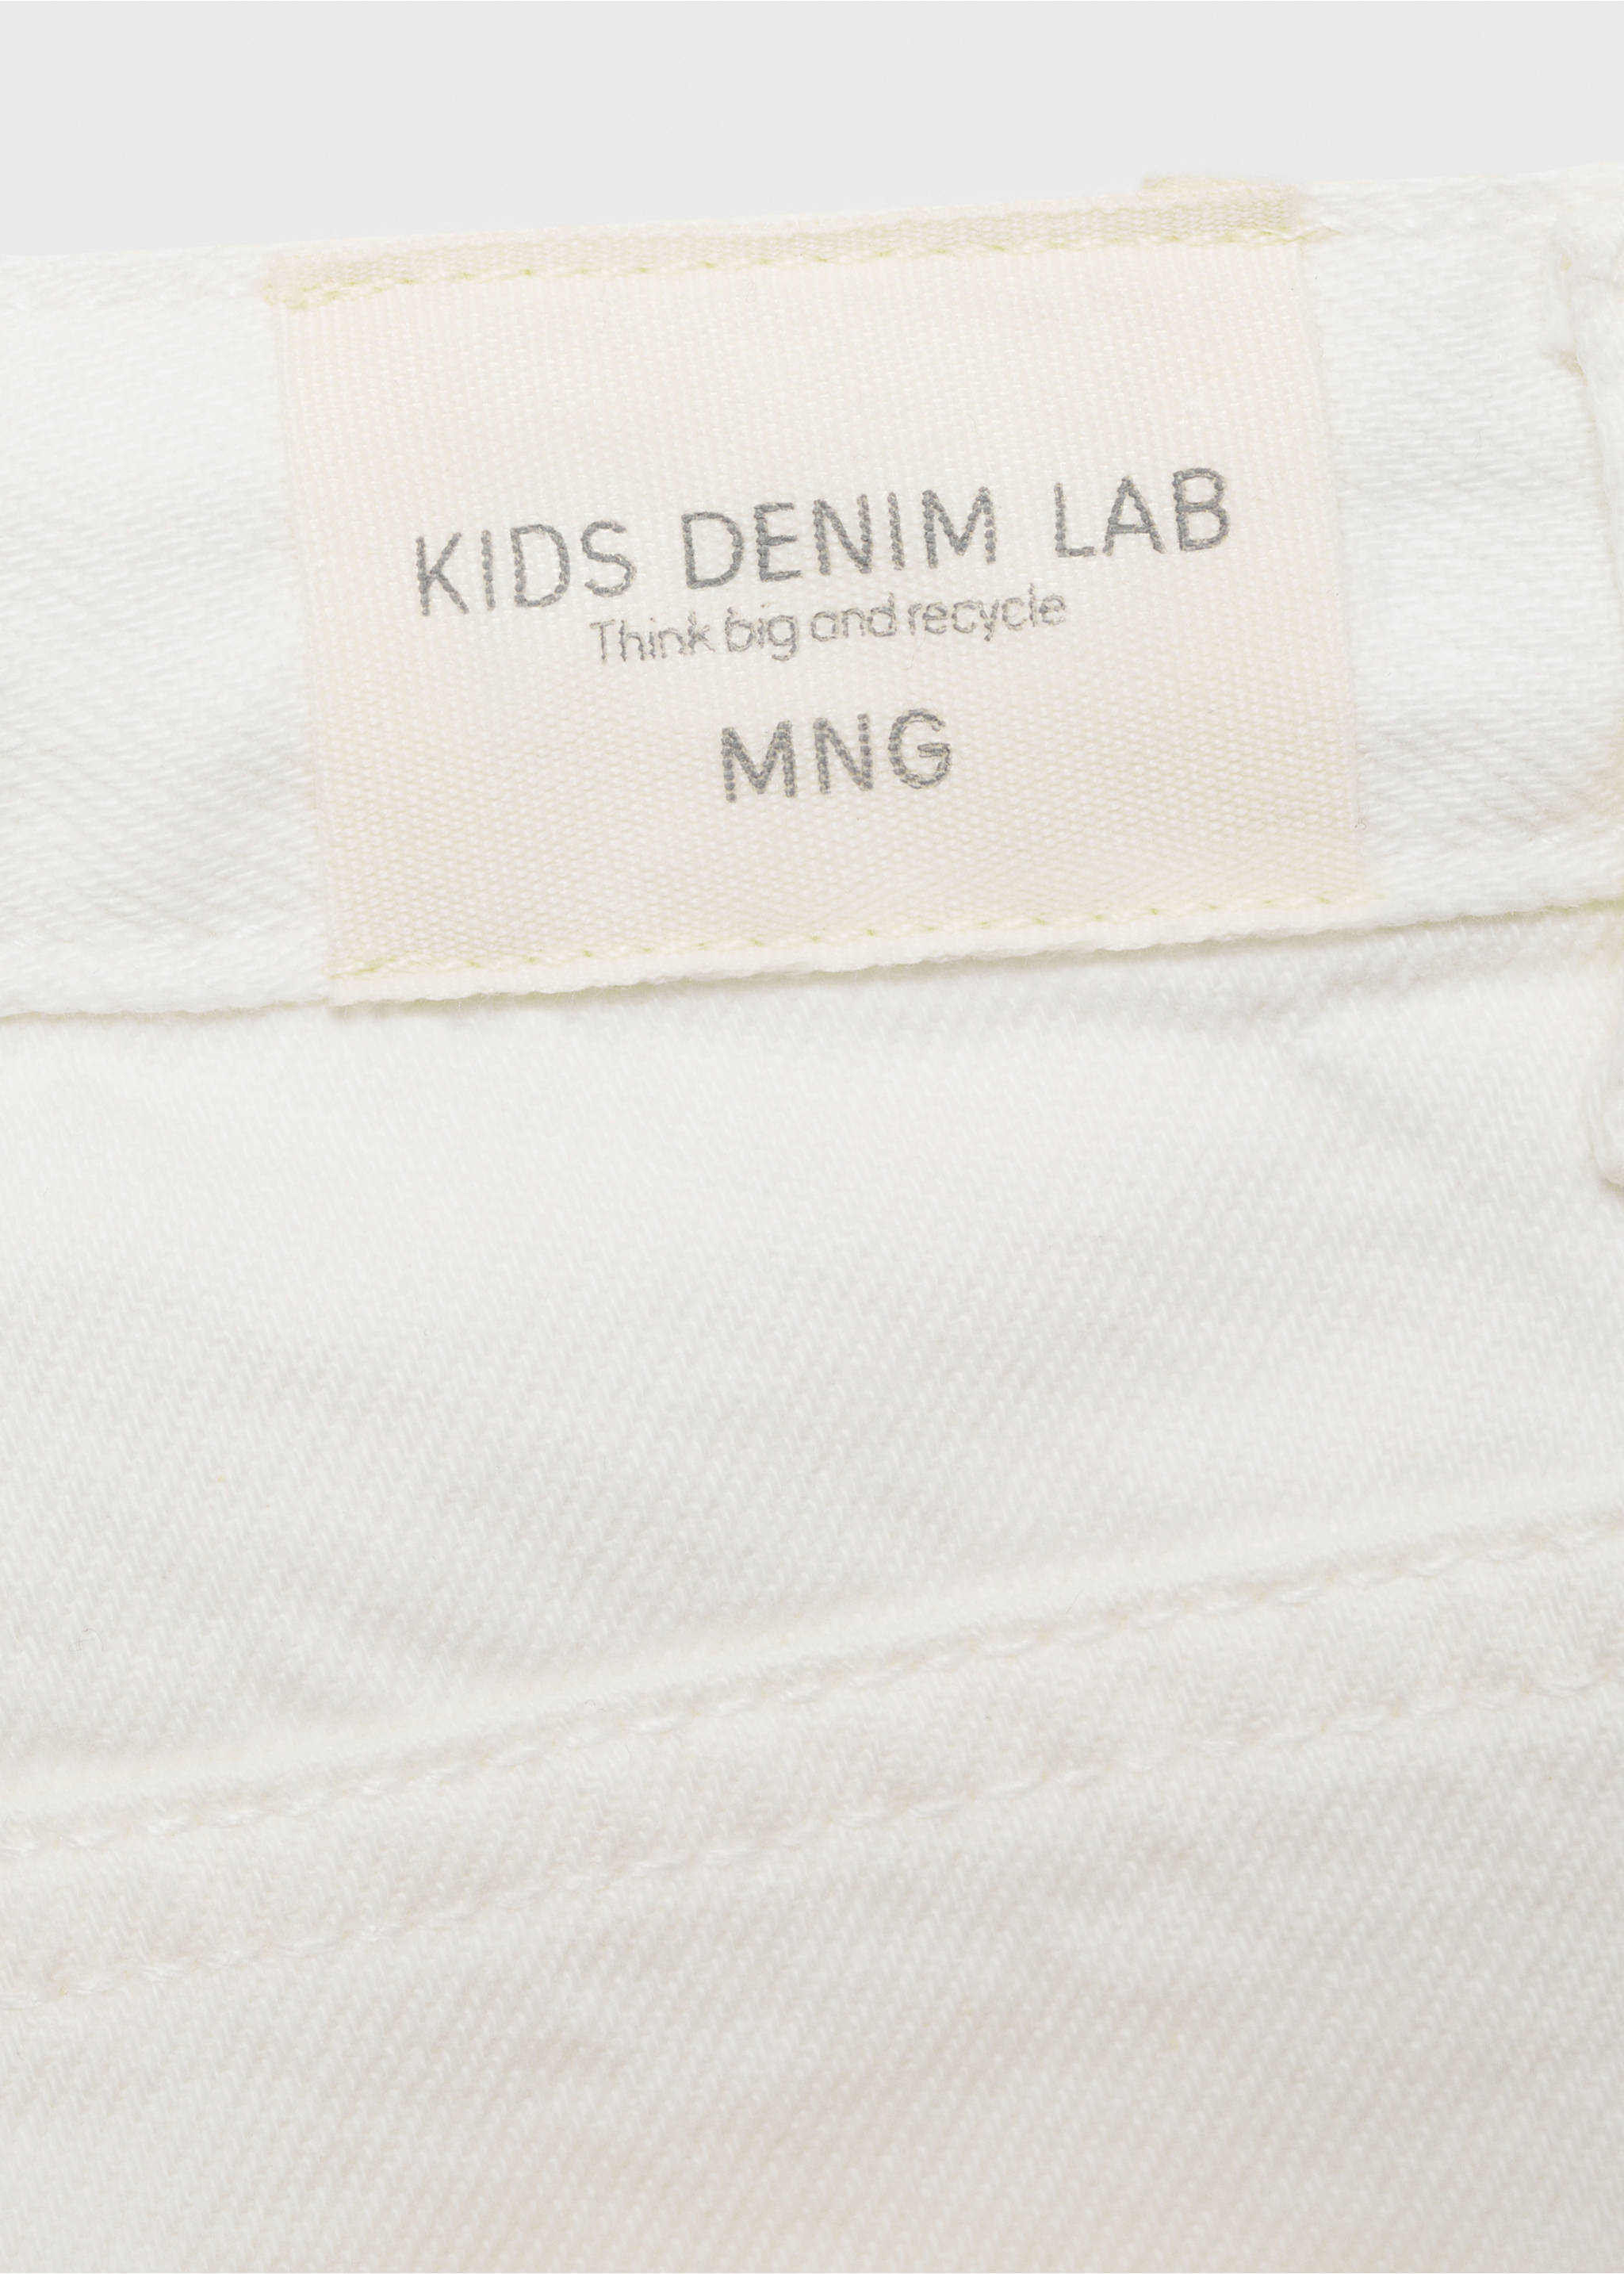 KIDS DENIM LAB
Think big and recycle
MNG